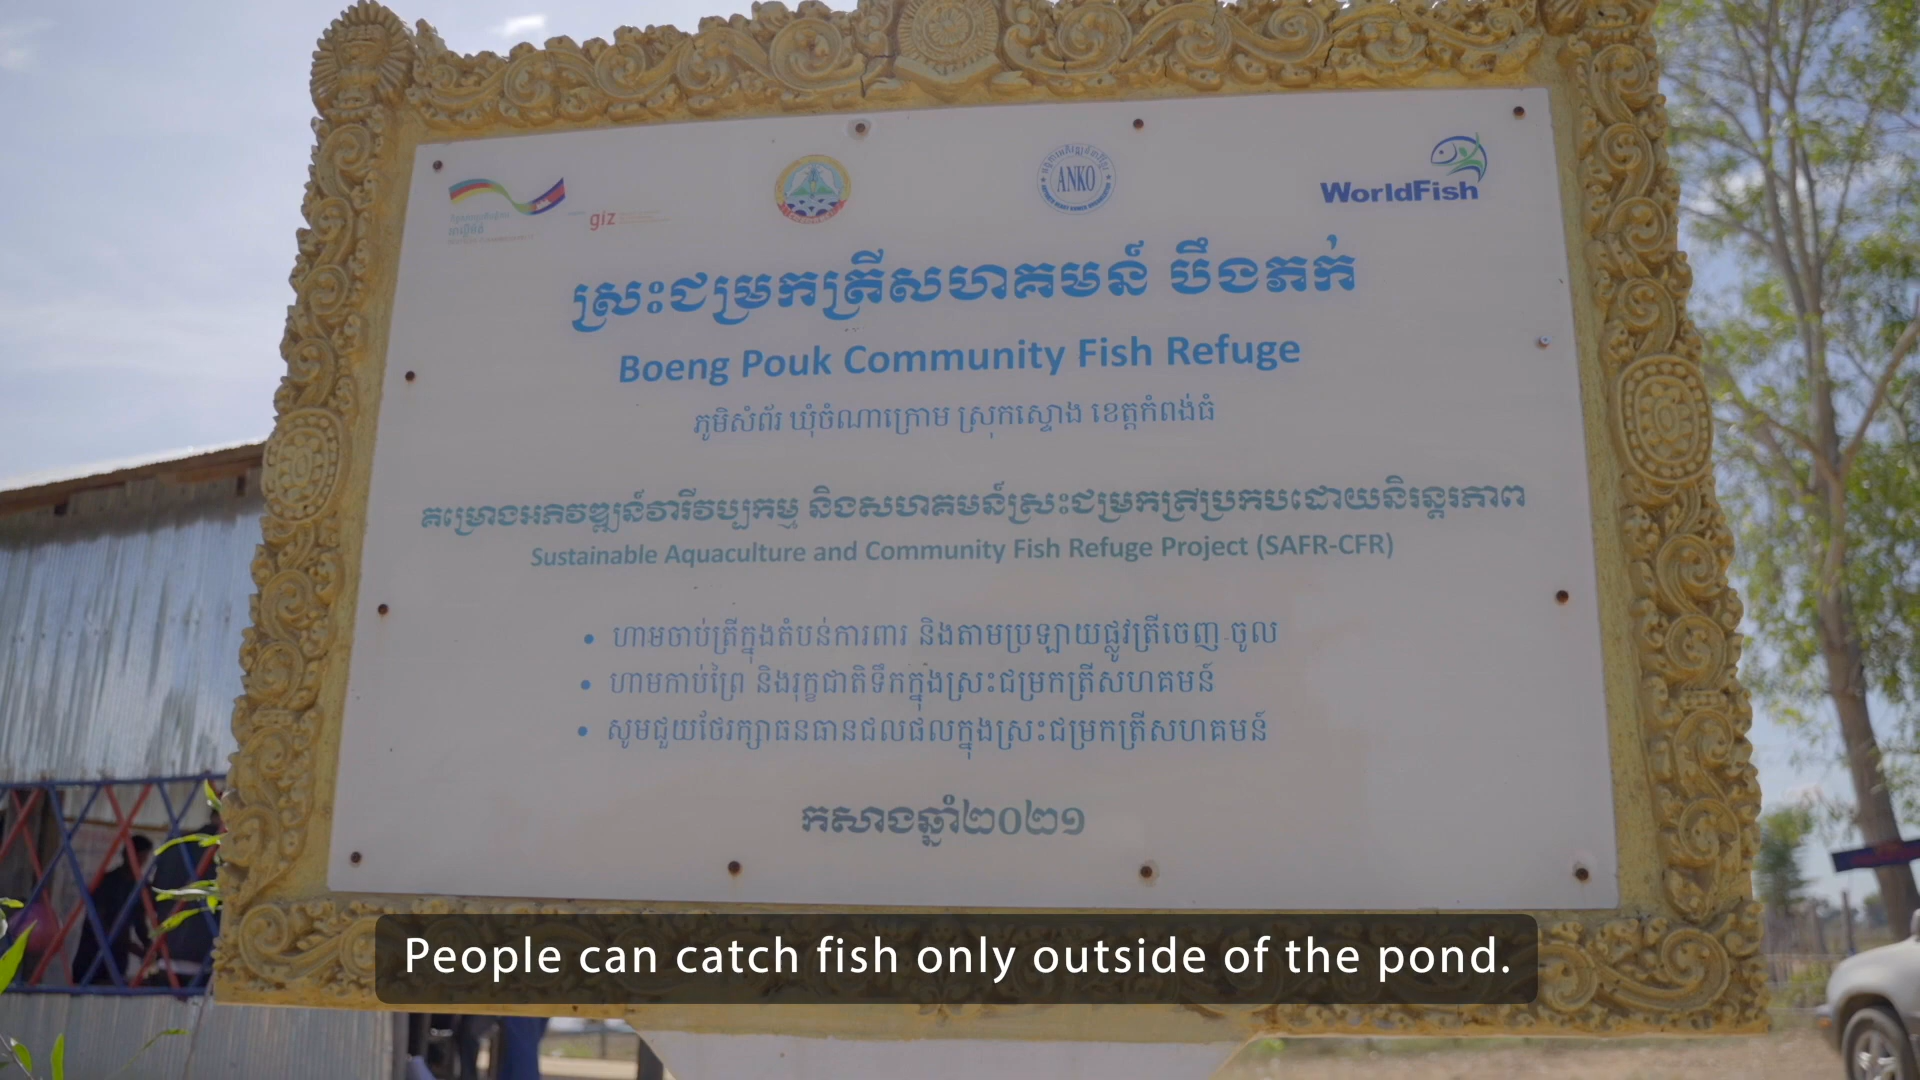 giz
ANKO
WorldFish
ស្រះជម្រកត្រីសហគមន៍ បឹងភក់
Boeng Pouk Community Fish Refuge
ភូមិសំព័រ ឃុំចំណាក្រោម ស្រុកស្ទោង ខេត្តកំពង់ធំ
គម្រោងអភិវឌ្ឍន៍វារីវប្បកម្ម និងសហគមន៍ស្រះជម្រកត្រីប្រកបដោយនិរន្តរភាព
Sustainable Aquaculture and Community Fish Refuge Project (SAFR-CFR)
• ហាមចាប់ត្រីក្នុងតំបន់ការពារ និងតាមប្រឡាយផ្លូវត្រីចេញ-ចូល
• ហាមកាប់ព្រៃ និងរុក្ខជាតិទឹកក្នុងស្រះជម្រកត្រីសហគមន៍
• សូមជួយថែរក្សាធនធានជលផលក្នុងស្រះជម្រកត្រីសហគមន៍
កសាងឆ្នាំ២០២១
People can catch fish only outside of the pond.